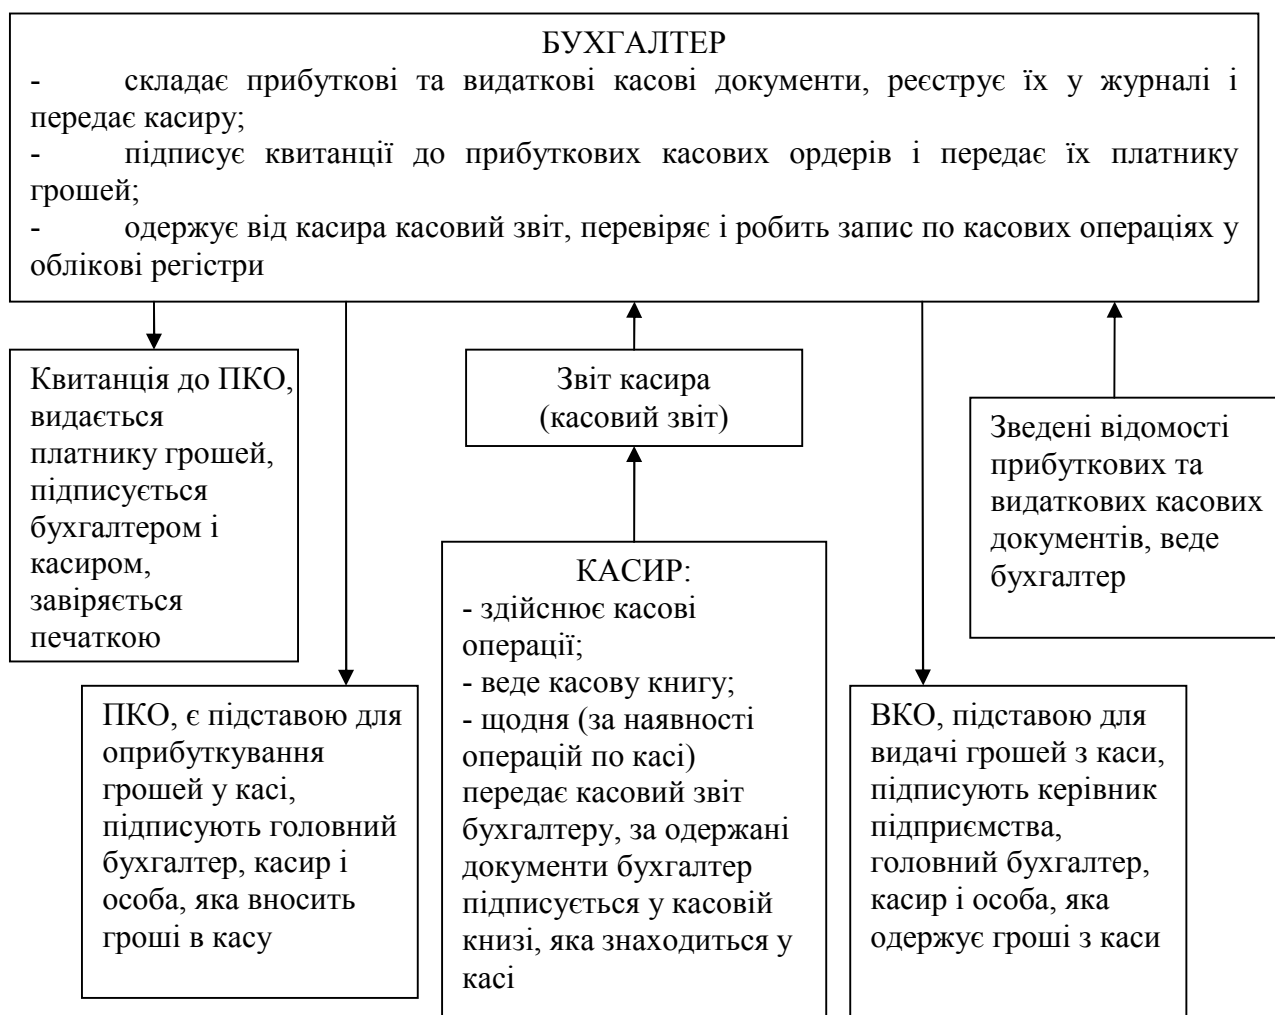 БУХГАЛТЕР
- складає прибуткові та видаткові касові документи, реєструє їх у журналі і
передає касиру;
- підписує квитанції до прибуткових касових ордерів і передає їх платнику
грошей;
- одержує від касира касовий звіт, перевіряє і робить запис по касових операціях у
облікові регістри
Квитанція до ПКО,
видається
платнику грошей,
підписується
бухгалтером і
касиром,
завіряється
печаткою
Звіт касира
(касовий звіт)
Зведені відомості
прибуткових та
видаткових касових
документів, веде
бухгалтер
ПКО, є підставою для
оприбуткування
грошей у касі,
підписують головний
бухгалтер, касир і
особа, яка вносить
гроші в касу
КАСИР:
- здійснює касові
операції;
- веде касову книгу;
- щодня (за наявності
операцій по касі)
передає касовий звіт
бухгалтеру, за одержані
документи бухгалтер
підписується у касовій
книзі, яка знаходиться у
касі
ВКО, підставою для
видачі грошей з каси,
підписують керівник
підприємства,
головний бухгалтер,
касир і особа, яка
одержує гроші з каси